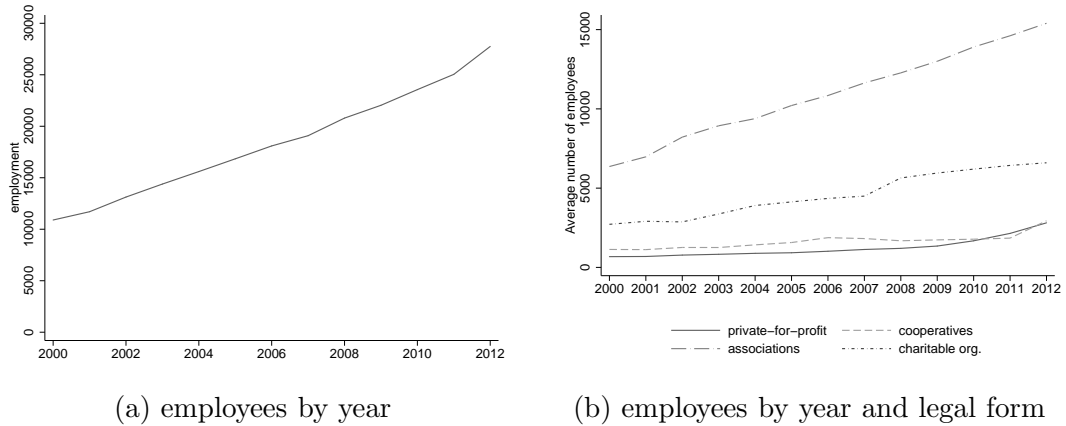 30000
25000
20000
15000
10000
5000
0
employment
2000 2002 2004 2006 2008 2010 2012
(a) employees by year
15000
10000
5000
0
Average number of employees
2000 2001 2002 2003 2004 2005 2006 2007 2008 2009 2010 2011 2012
private−for−profit cooperatives
associations charitable org.
(b) employees by year and legal form